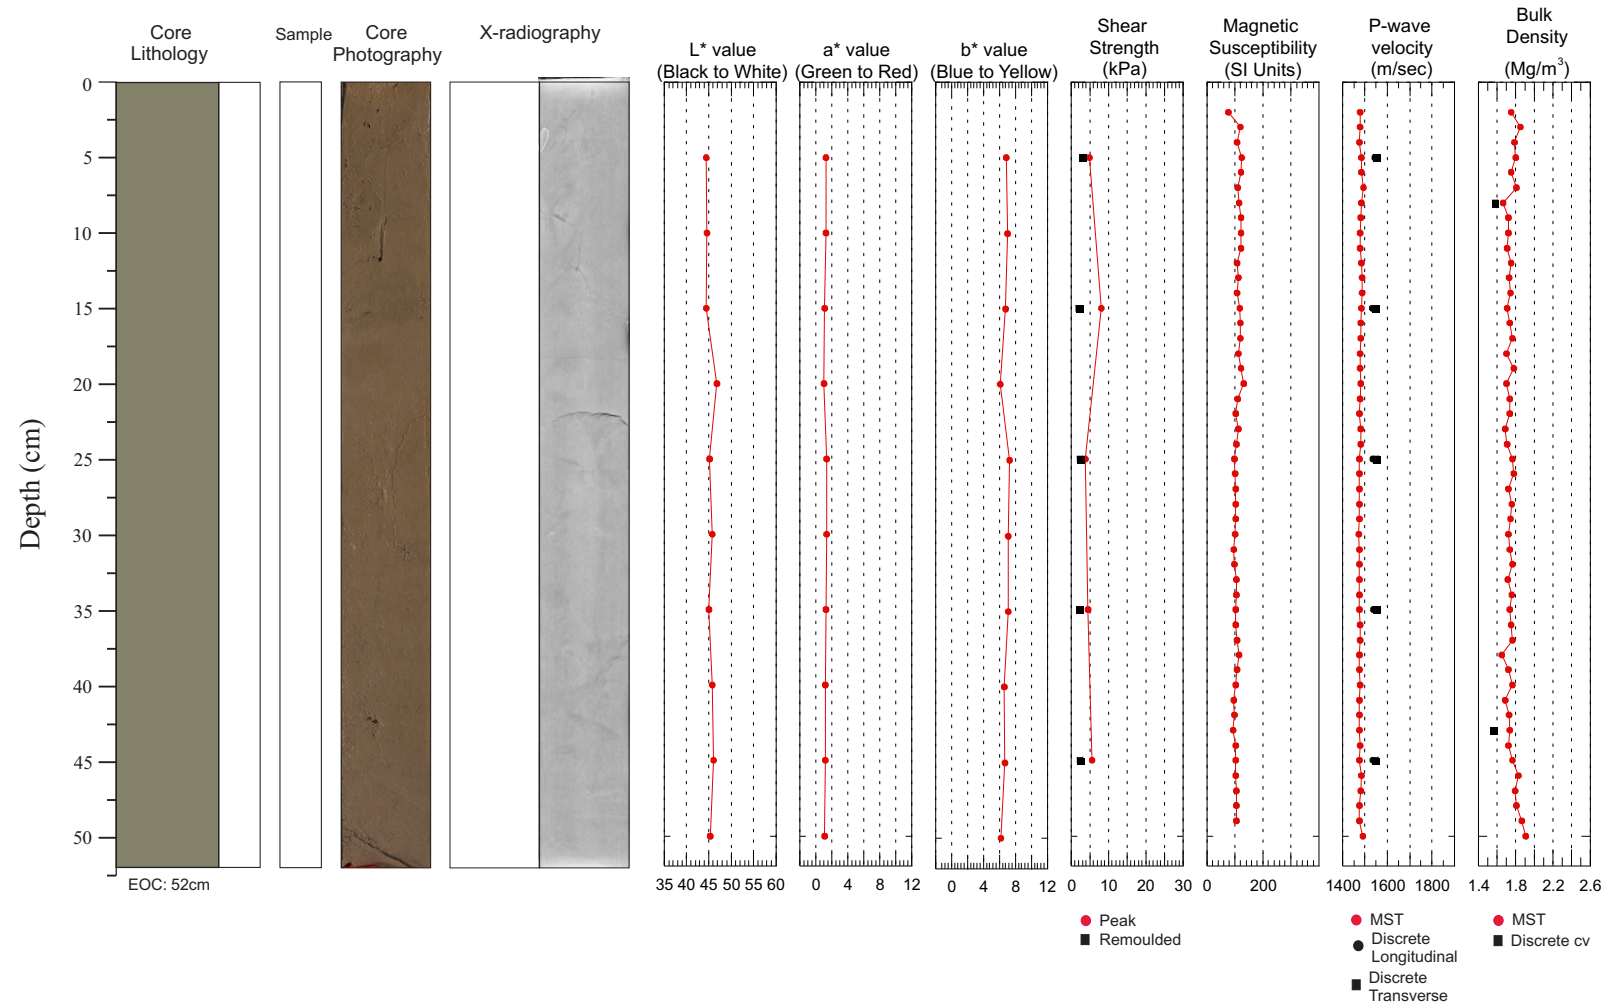 Core
Lithology
Sample
Core
Photography
X-radiography
L* value
(Black to White)
a* value
(Green to Red)
b* value
(Blue to Yellow)
Shear
Strength
(kPa)
Magnetic
Susceptibility
(SI Units)
P-wave
velocity
(m/sec)
Bulk
Density
(Mg/m³)
Depth (cm)
0
5
10
15
20
25
30
35
40
45
50
EOC: 52cm
35 40 45 50 55 60
0 4 8 12
0 4 8 12
0 10 20 30
0 200
1400 1600 1800
1.4 1.8 2.2 2.6
Peak
Remoulded
MST
Discrete
Longitudinal
Discrete
Transverse
MST
Discrete cv